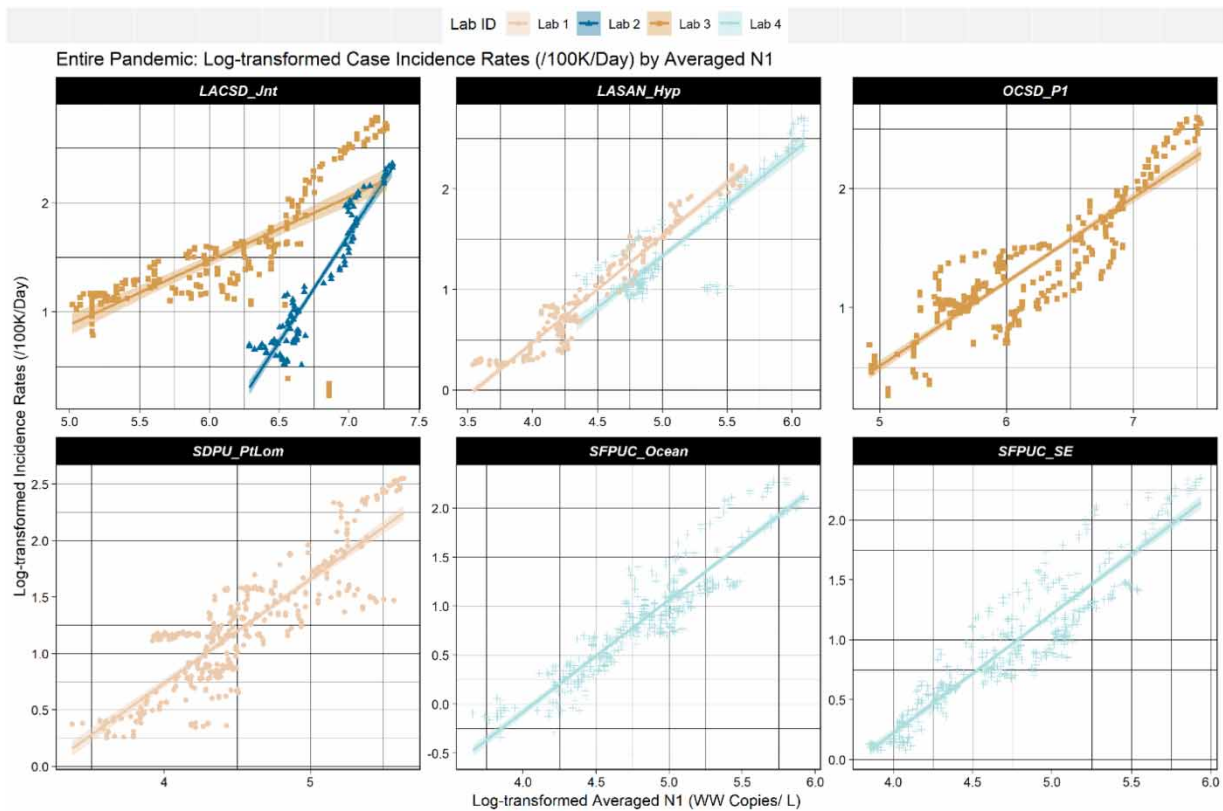 Lab ID Lab 1 Lab 2 Lab 3 Lab 4
Entire Pandemic: Log-transformed Case Incidence Rates (/100K/Day) by Averaged N1
LACSD_Jnt
LASAN_Hyp
OCSD_P1
2
1
5.0 5.5 6.0 6.5 7.0 7.5
2
1
0
3.5 4.0 4.5 5.0 5.5 6.0
2
1
5 6 7
Log-transformed Incidence Rates (/100K/Day)
SDPU_PtLom
SFPUC_Ocean
SFPUC_SE
2.5
2.0
1.5
1.0
0.5
0.0
4 5
2.0
1.5
1.0
0.5
0.0
-0.5
4.0 4.5 5.0 5.5 6.0
2.0
1.5
1.0
0.5
0.0
4.0 4.5 5.0 5.5 6.0
Log-transformed Averaged N1 (WW Copies/ L)